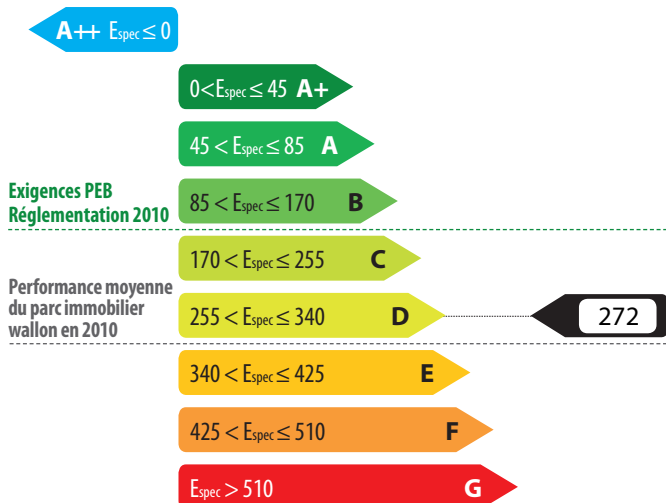 A++ Espec ≤ 0
0<Espec ≤ 45 A+
45 < Espec ≤ 85 A
Exigences PEB
Réglementation 2010
85 < Espec ≤ 170 B
170 < Espec ≤ 255 C
Performance moyenne
du parc immobilier
wallon en 2010
255 < Espec ≤ 340 D
272
340 < Espec ≤ 425 E
425 < Espec ≤ 510 F
Espec > 510 G